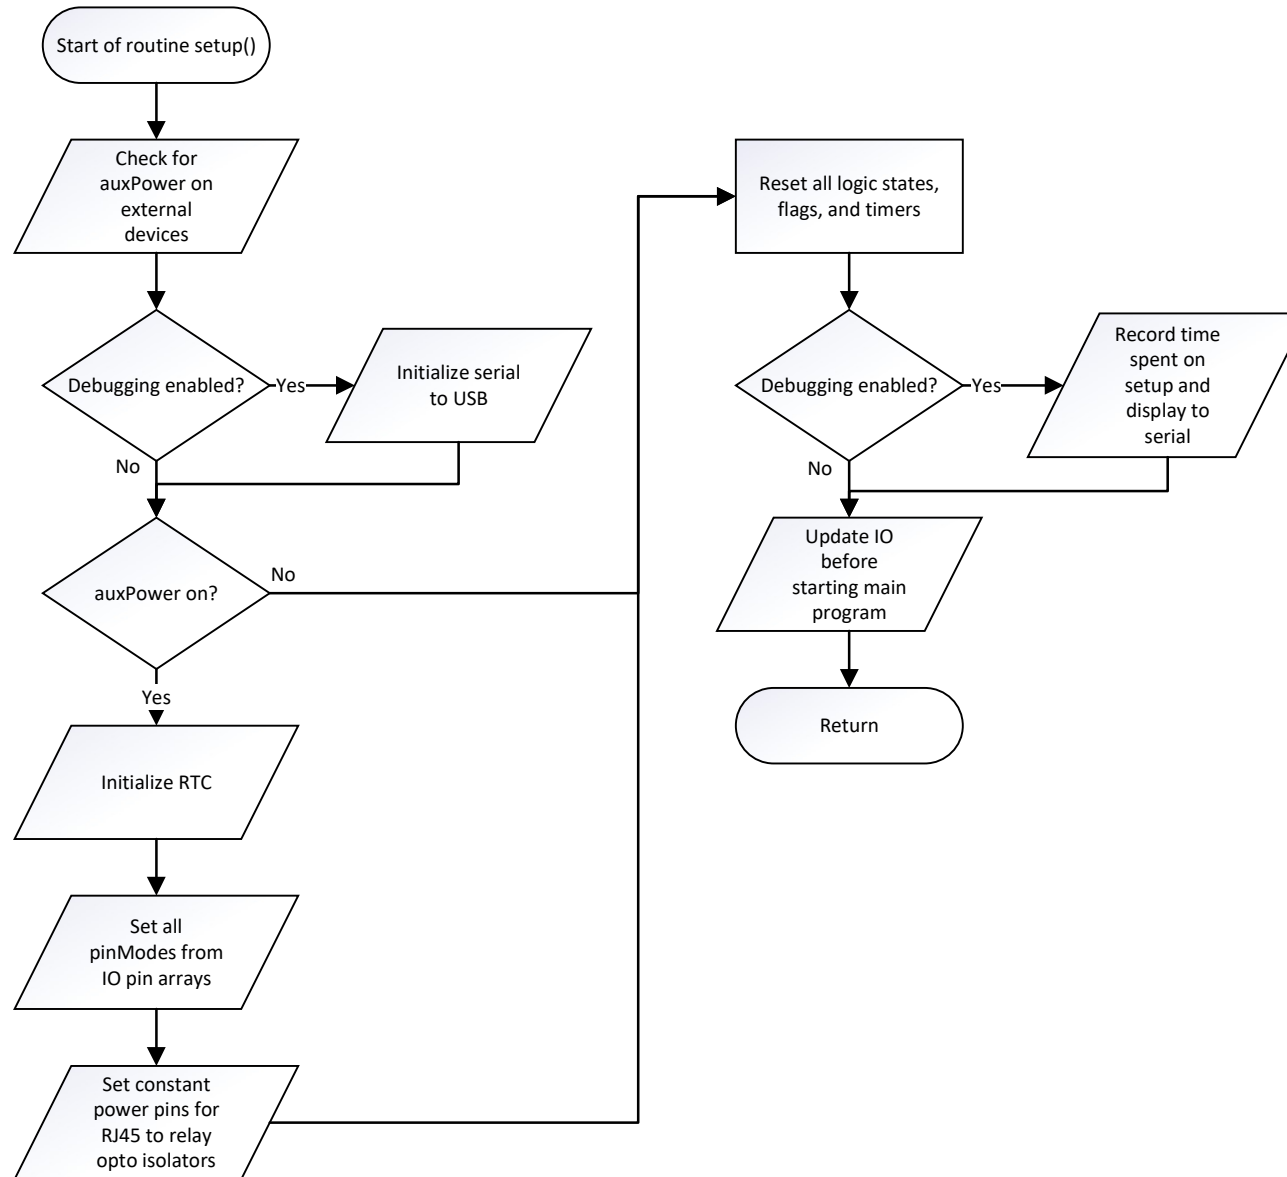 Start of routine setup()
Check for
auxPower on
external
devices
Debugging enabled?
Yes
Initialize serial
to USB
No
auxPower on?
No
Yes
Initialize RTC
Set all
pinModes from
IO pin arrays
Set constant
power pins for
RJ45 to relay
opto isolators
Reset all logic states,
flags, and timers
Debugging enabled?
Yes
Record time
spent on
setup and
display to
serial
No
Update IO
before
starting main
program
Return